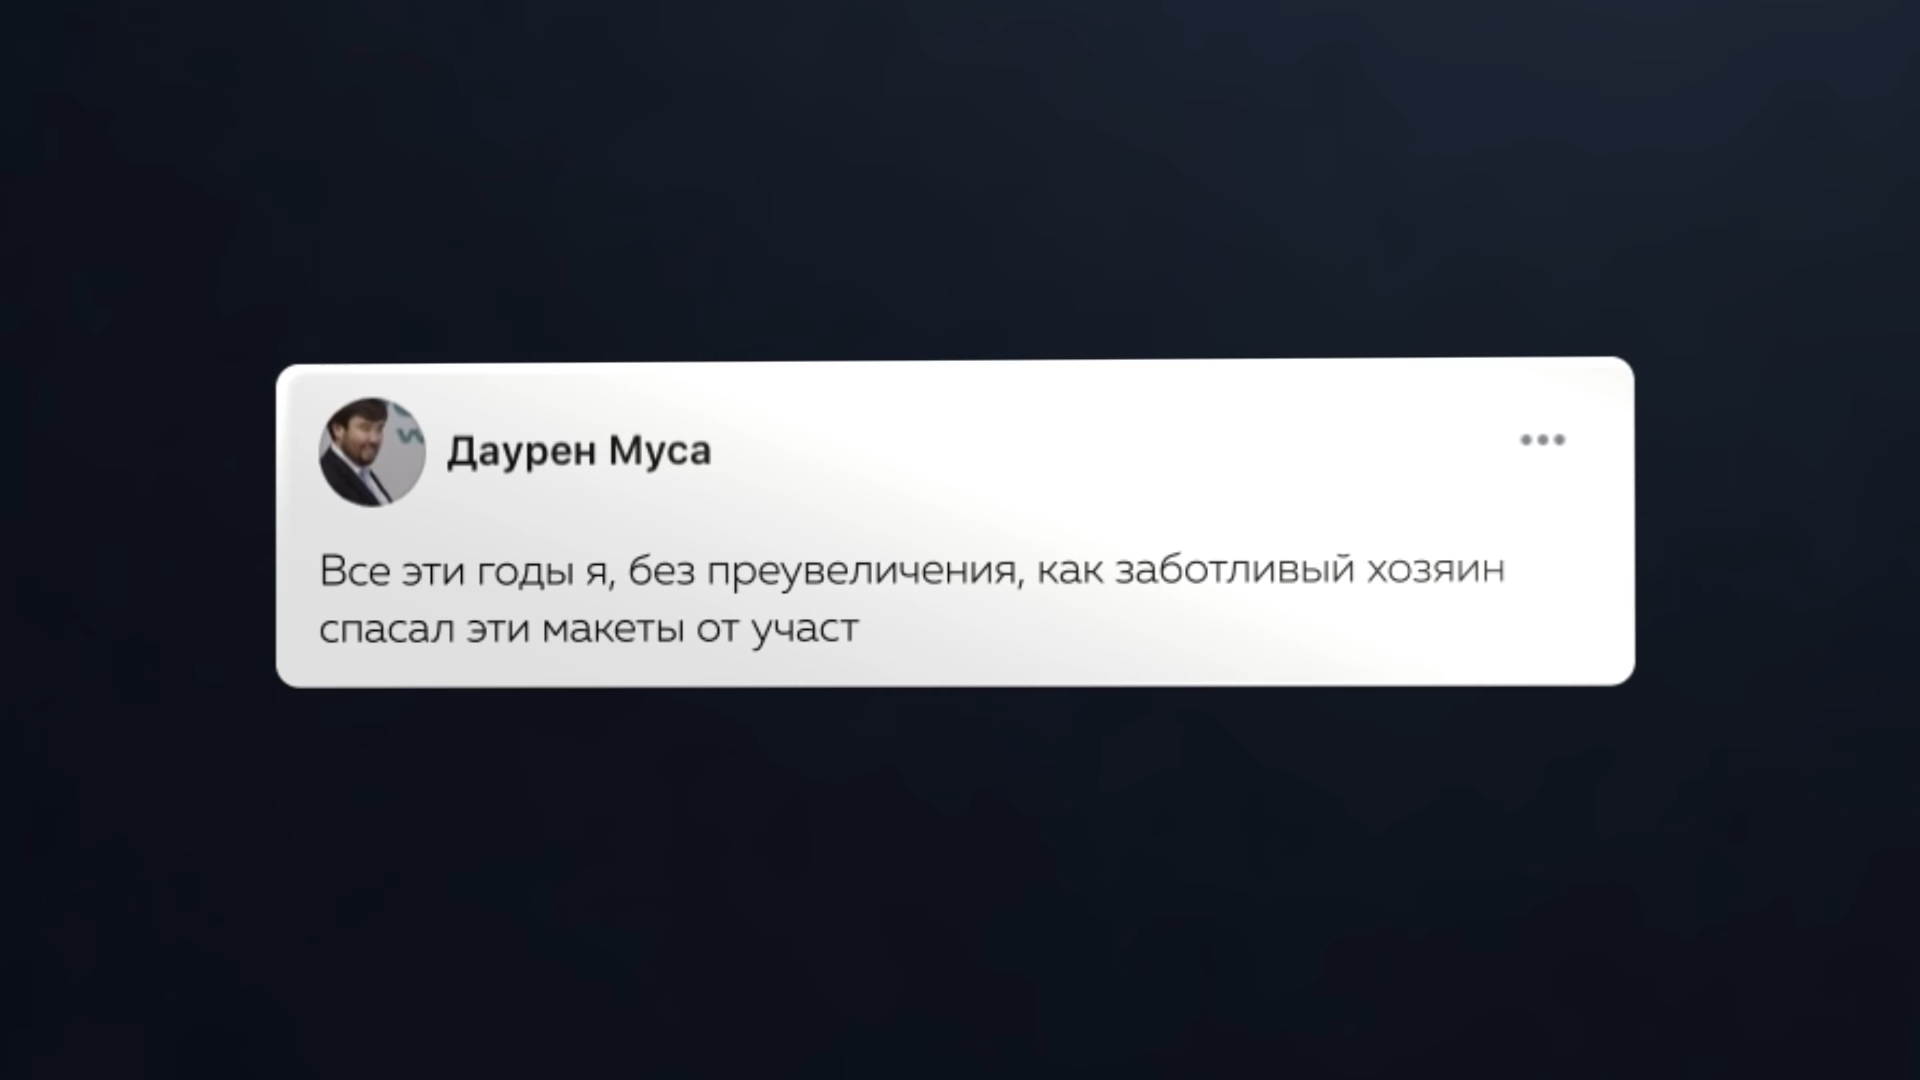 Даурен Муса
Все эти годы я, без преувеличения, как заботливый хозяин
спасал эти макеты от участ